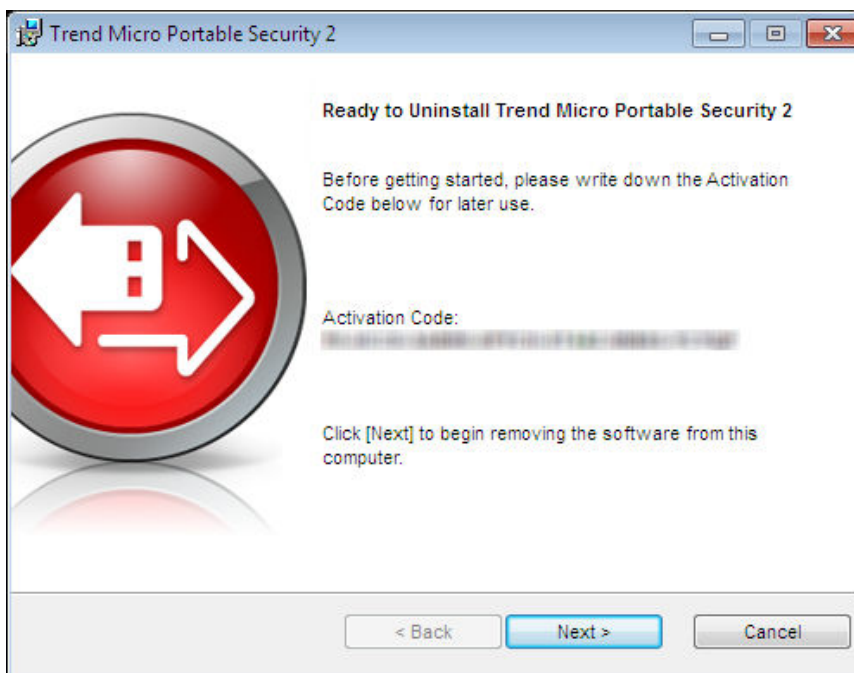 Trend Micro Portable Security 2
Ready to Uninstall Trend Micro Portable Security 2
Before getting started, please write down the Activation
Code below for later use.
Activation Code:
Click [Next] to begin removing the software from this
computer.
< Back
Next >
Cancel